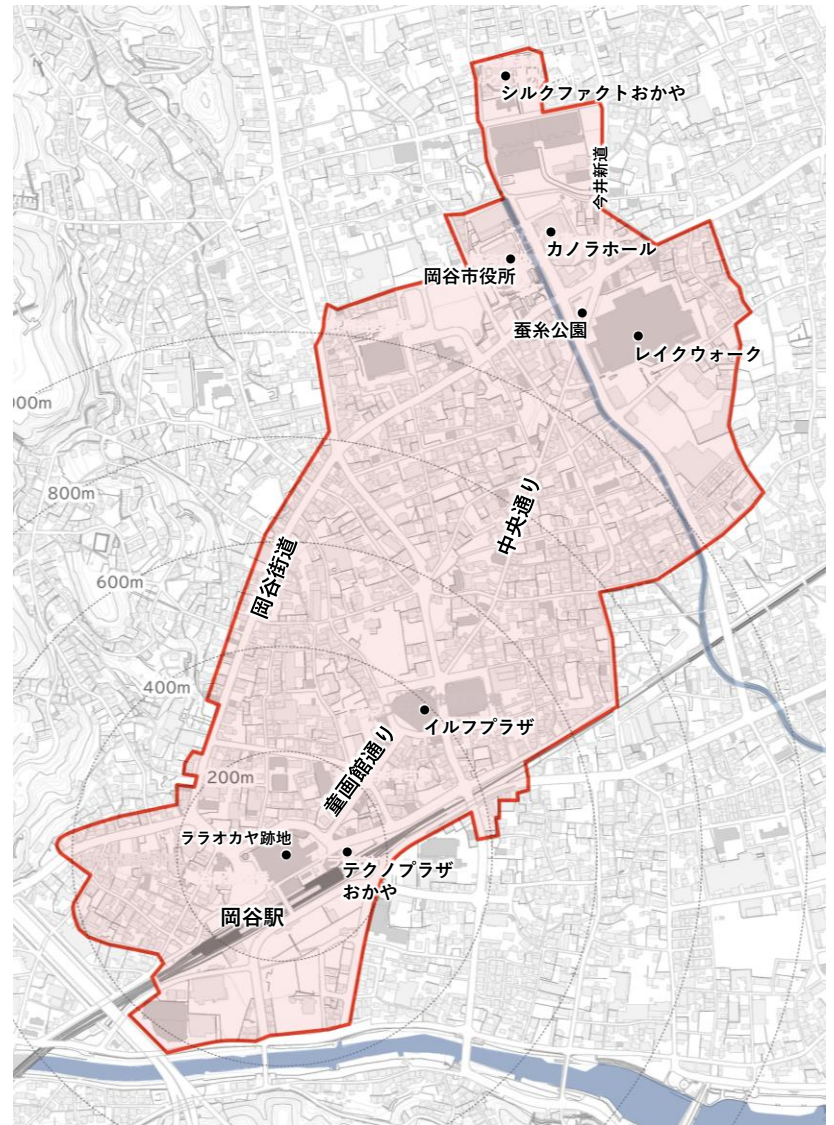 シルクファクトおかや
今井新道
カノラホール
岡谷市役所
蚕糸公園
レイクウォーク
000m
800m
中央通り
600m
岡谷街道
400m
イルフプラザ
童画館通り
200m
ララオカヤ跡地
テクノプラザ
おかや
岡谷駅